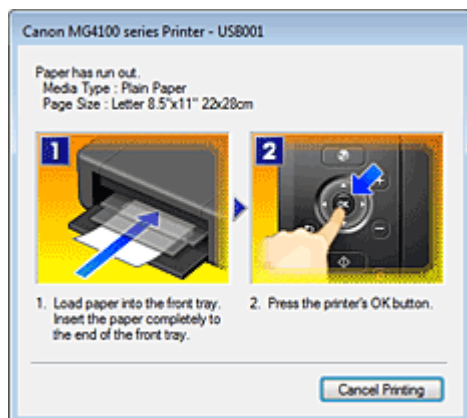 Canon MG4100 series Printer - USB001
Paper has run out.
Media Type : Plain Paper
Page Size : Letter 8.5"x11" 22x28cm
1
2
OK
1. Load paper into the front tray.
Insert the paper completely to
the end of the front tray.
2. Press the printer's OK button.
Cancel Printing